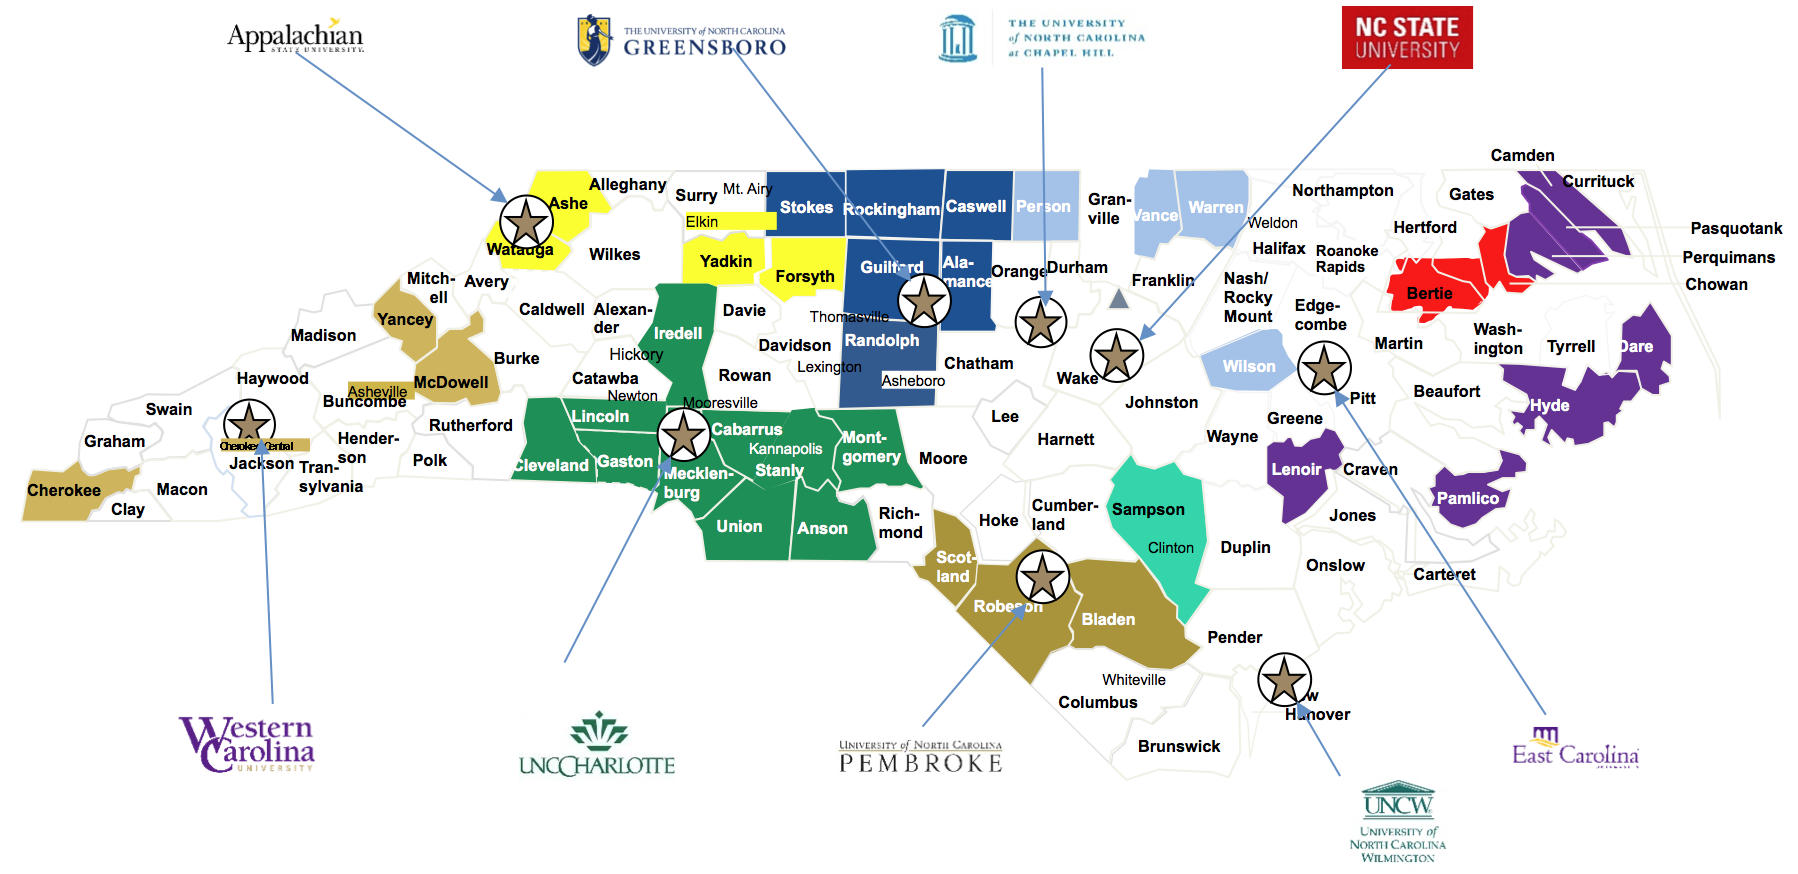 Appalachian
STATE UNIVERSITY.
THE UNIVERSITY of NORTH CAROLINA
GREENSBORO
THE UNIVERSITY
of NORTH CAROLINA
at CHAPEL HILL
NC STATE
UNIVERSITY
Camden
Currituck
Gates
Northampton
Alleghany
Surry
Mt. Airy
Ashe
Elkin
Stokes
Rockingham
Caswell
Person
Gran-
ville
Vance
Warren
Weldon
Hertford
Pasquotank
Perquimans
Chowan
Watauga
Wilkes
Yadkin
Forsyth
Guilford
Ala-
mance
Orange
Durham
Franklin
Halifax
Roanoke
Rapids
Nash/
Rocky
Mount
Edge-
combe
Bertie
Mitch-
ell
Avery
Caldwell
Alexan-
der
Iredell
Davie
Thomasville
Davidson
Randolph
Lexington
Asheboro
Chatham
Wake
Wilson
Martin
Wash-
ington
Tyrrell
Dare
Madison
Yancey
Burke
McDowell
Hickory
Catawba
Newton
Rowan
Mooresville
Johnston
Pitt
Greene
Beaufort
Hyde
Haywood
Asheville
Buncombe
Swain
Graham
Cherokee Central
Jackson
Hender-
son
Rutherford
Polk
Tran-
sylvania
Macon
Clay
Cherokee
Lincoln
Cleveland
Gaston
Mecklen-
burg
Cabarrus
Kannapolis
Stanly
Mont-
gomery
Moore
Lee
Harnett
Wayne
Lenoir
Craven
Pamlico
Jones
Union
Anson
Rich-
mond
Hoke
Cumber-
land
Sampson
Clinton
Duplin
Onslow
Carteret
Scot-
land
Robeson
Bladen
Pender
Whiteville
Columbus
Hanover
Brunswick
Western
Carolina
UNIVERSITY
UNC CHARLOTTE
UNIVERSITY of NORTH CAROLINA
PEMBROKE
East Carolina
UNCW
UNIVERSITY of
NORTH CAROLINA
WILMINGTON